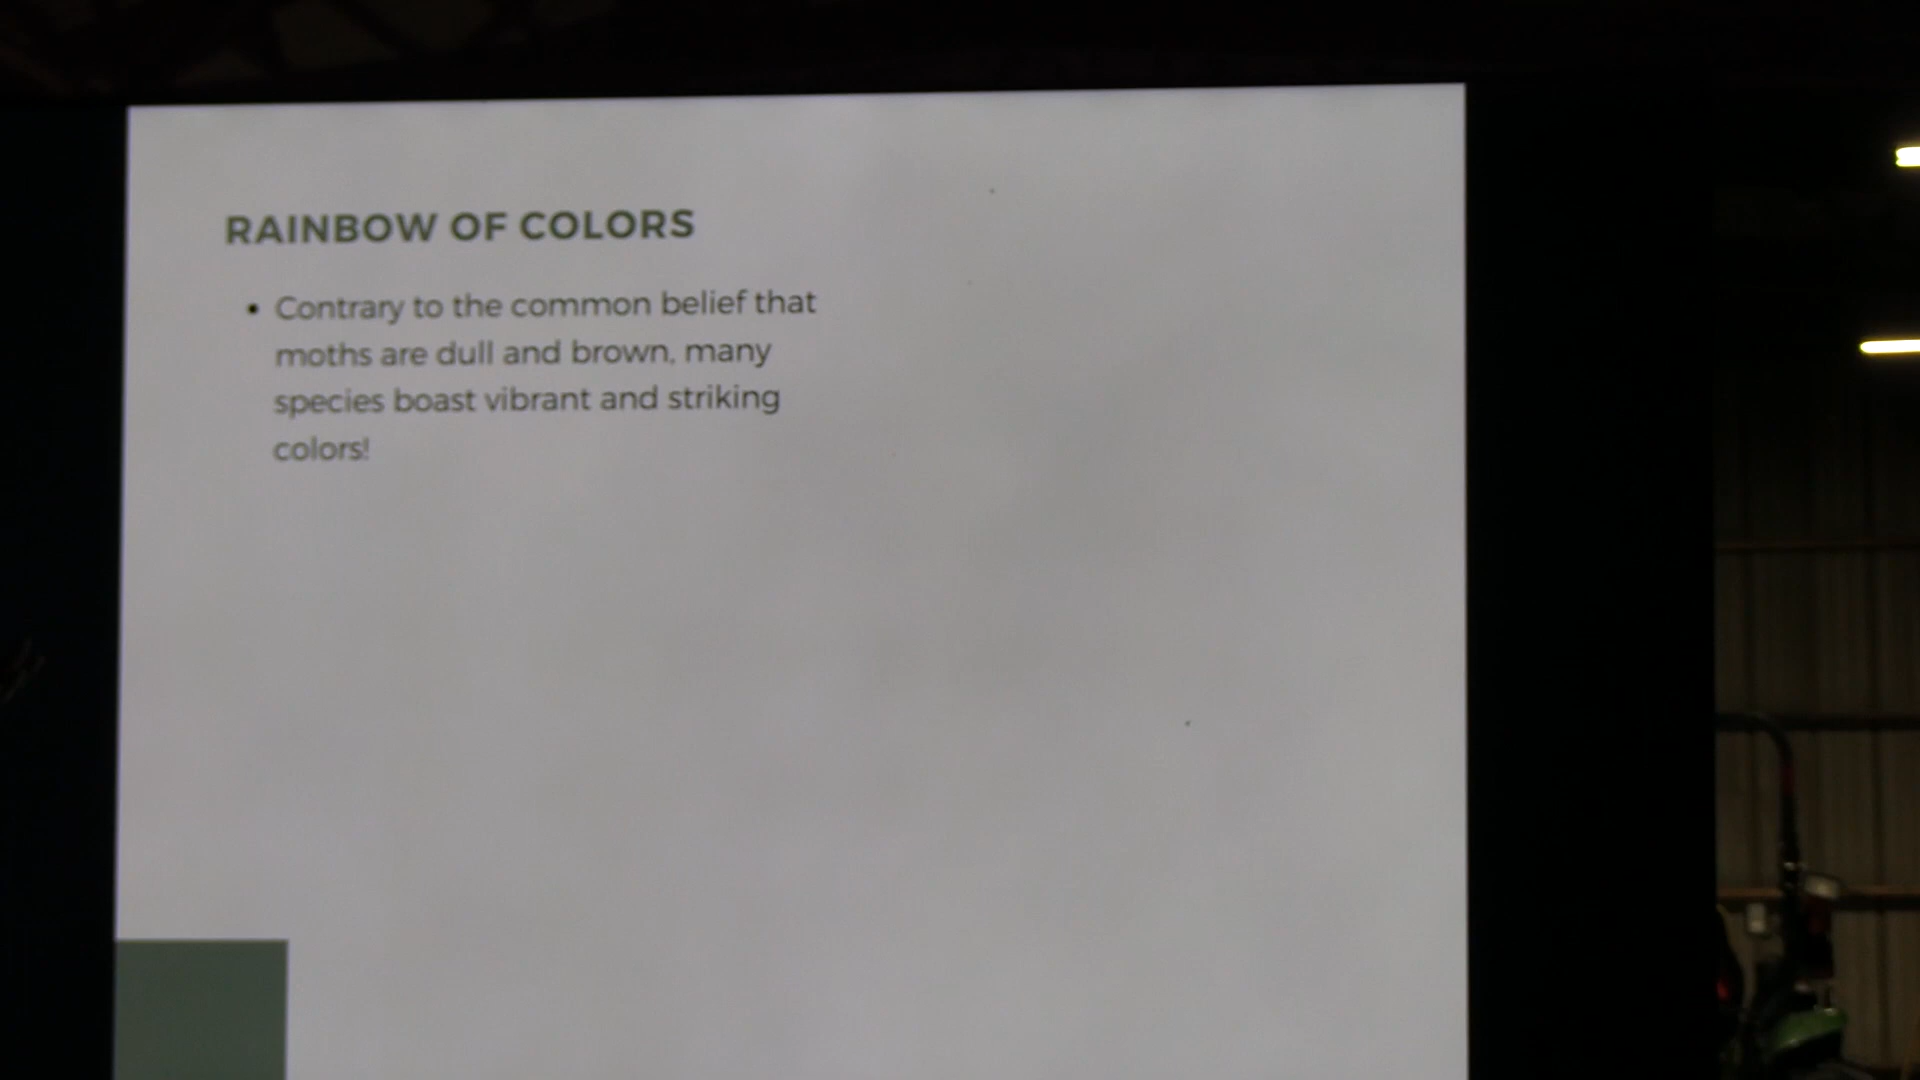 RAINBOW OF COLORS
• Contrary to the common belief that
moths are dull and brown, many
species boast vibrant and striking
colors!